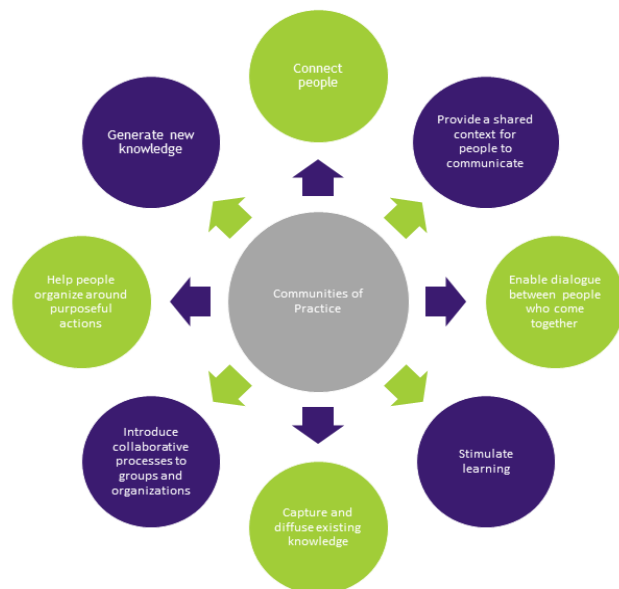 Connect
people
Provide a shared
context for
people to
communicate
Enable dialogue
between people
who come
together
Stimulate
learning
Capture and
diffuse existing
knowledge
Introduce
collaborative
processes to
groups and
organizations
Help people
organize around
purposeful
actions
Generate new
knowledge
Communities of
Practice